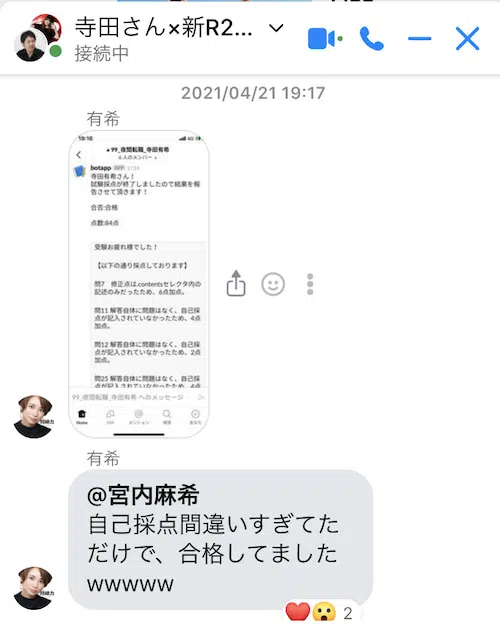 寺田さん×新R2...
接続中
2021/04/21 19:17
有希
19:16
4G
▲99_夜間転職_寺田有希
6人のメンバー
botapp APP 17:59
寺田有希さん！
試験採点が終了しましたので結果を報
告させて頂きます！
合否:合格
点数:84点
受験お疲れ様でした！
【以下の通り採点しております】
問7 修正点は.contentsセレクタ内の
記述のみだったため、6点加点。
問11 解答自体に問題はなく、自己採
点が記入されていなかったため、4点
加点。
問12 解答自体に問題はなく、自己採
点が記入されていなかったため、2点
加点。
問25 解答自体に問題はなく、自己採
点が記入されていなかったため、4点
99_夜間転職_寺田有希 へのメッセージ
Home
DM
メンション
検索
あなた
有希
@宮内麻希
自己採点間違いすぎてた
だけで、合格してました
wwwww
2